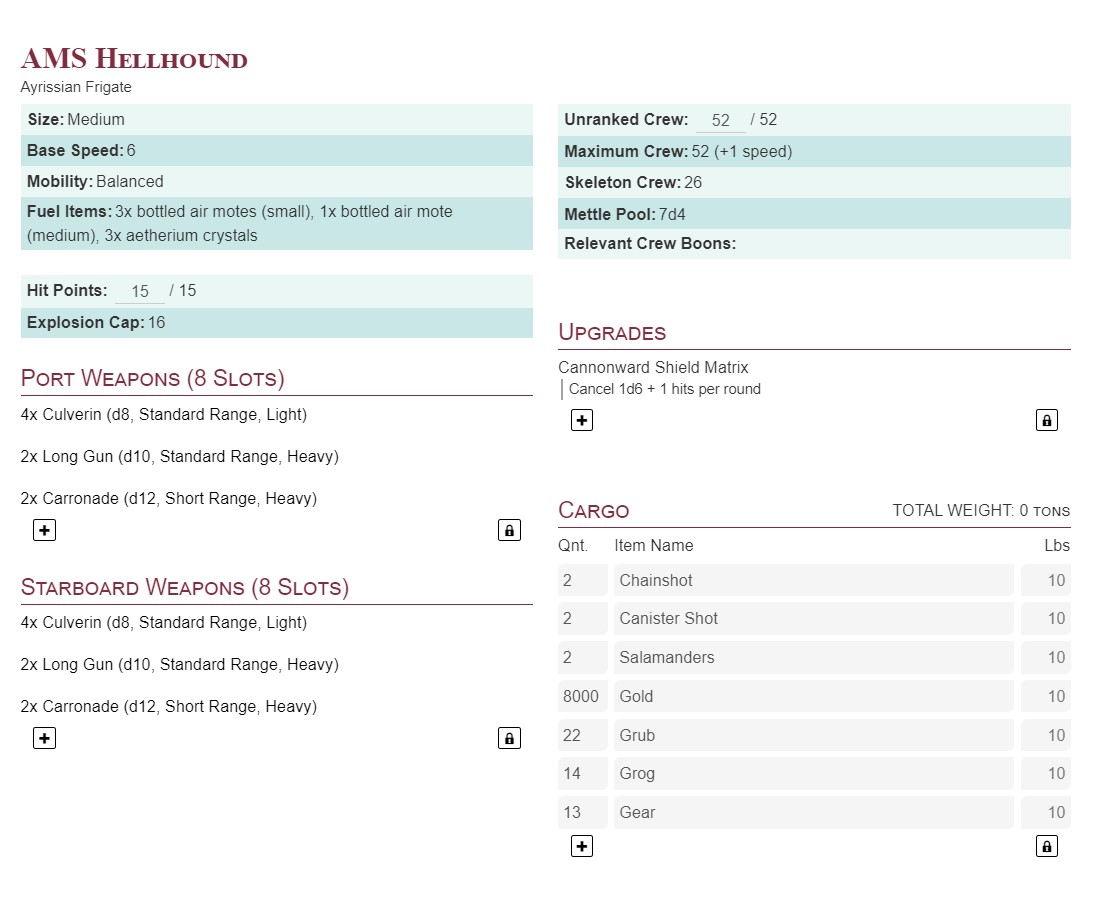 AMS Hellhound
Ayrissian Frigate
Size: Medium
Base Speed: 6
Mobility: Balanced
Fuel Items: 3x bottled air motes (small), 1x bottled air mote
(medium), 3x aetherium crystals
Hit Points: 15 / 15
Explosion Cap: 16
Port Weapons (8 Slots)
4x Culverin (d8, Standard Range, Light)
2x Long Gun (d10, Standard Range, Heavy)
2x Carronade (d12, Short Range, Heavy)
Starboard Weapons (8 Slots)
4x Culverin (d8, Standard Range, Light)
2x Long Gun (d10, Standard Range, Heavy)
2x Carronade (d12, Short Range, Heavy)
Unranked Crew: 52 / 52
Maximum Crew: 52 (+1 speed)
Skeleton Crew: 26
Mettle Pool: 7d4
Relevant Crew Boons:
Upgrades
Cannonward Shield Matrix
Cancel 1d6 + 1 hits per round
Cargo TOTAL WEIGHT: 0 tons
Qnt. Item Name Lbs
2 Chainshot 10
2 Canister Shot 10
2 Salamanders 10
8000 Gold 10
22 Grub 10
14 Grog 10
13 Gear 10